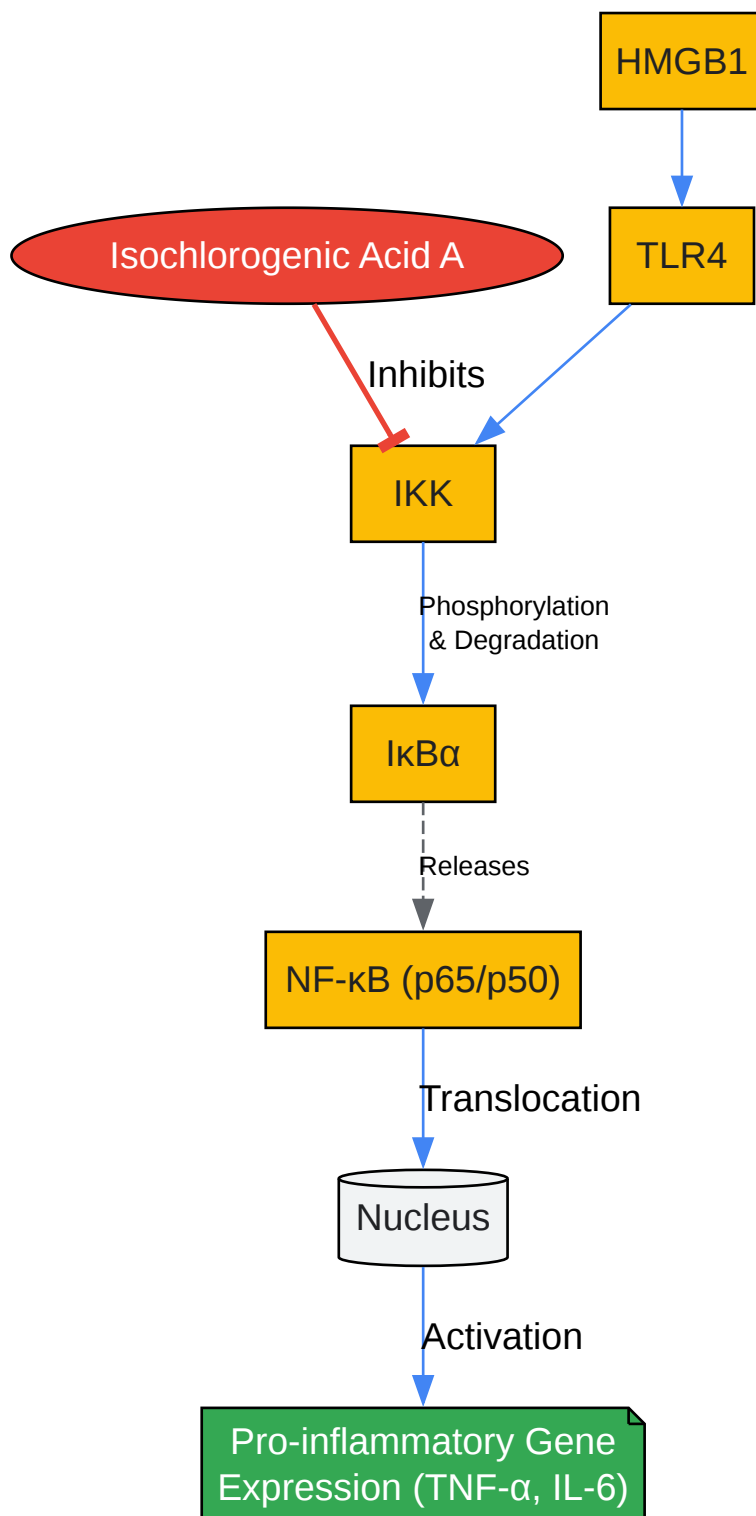 HMGB1
Isochlorogenic Acid A
TLR4
Inhibits
IKK
Phosphorylation
& Degradation
IκBα
Releases
NF-κB (p65/p50)
Translocation
Nucleus
Activation
Pro-inflammatory Gene
Expression (TNF-α, IL-6)